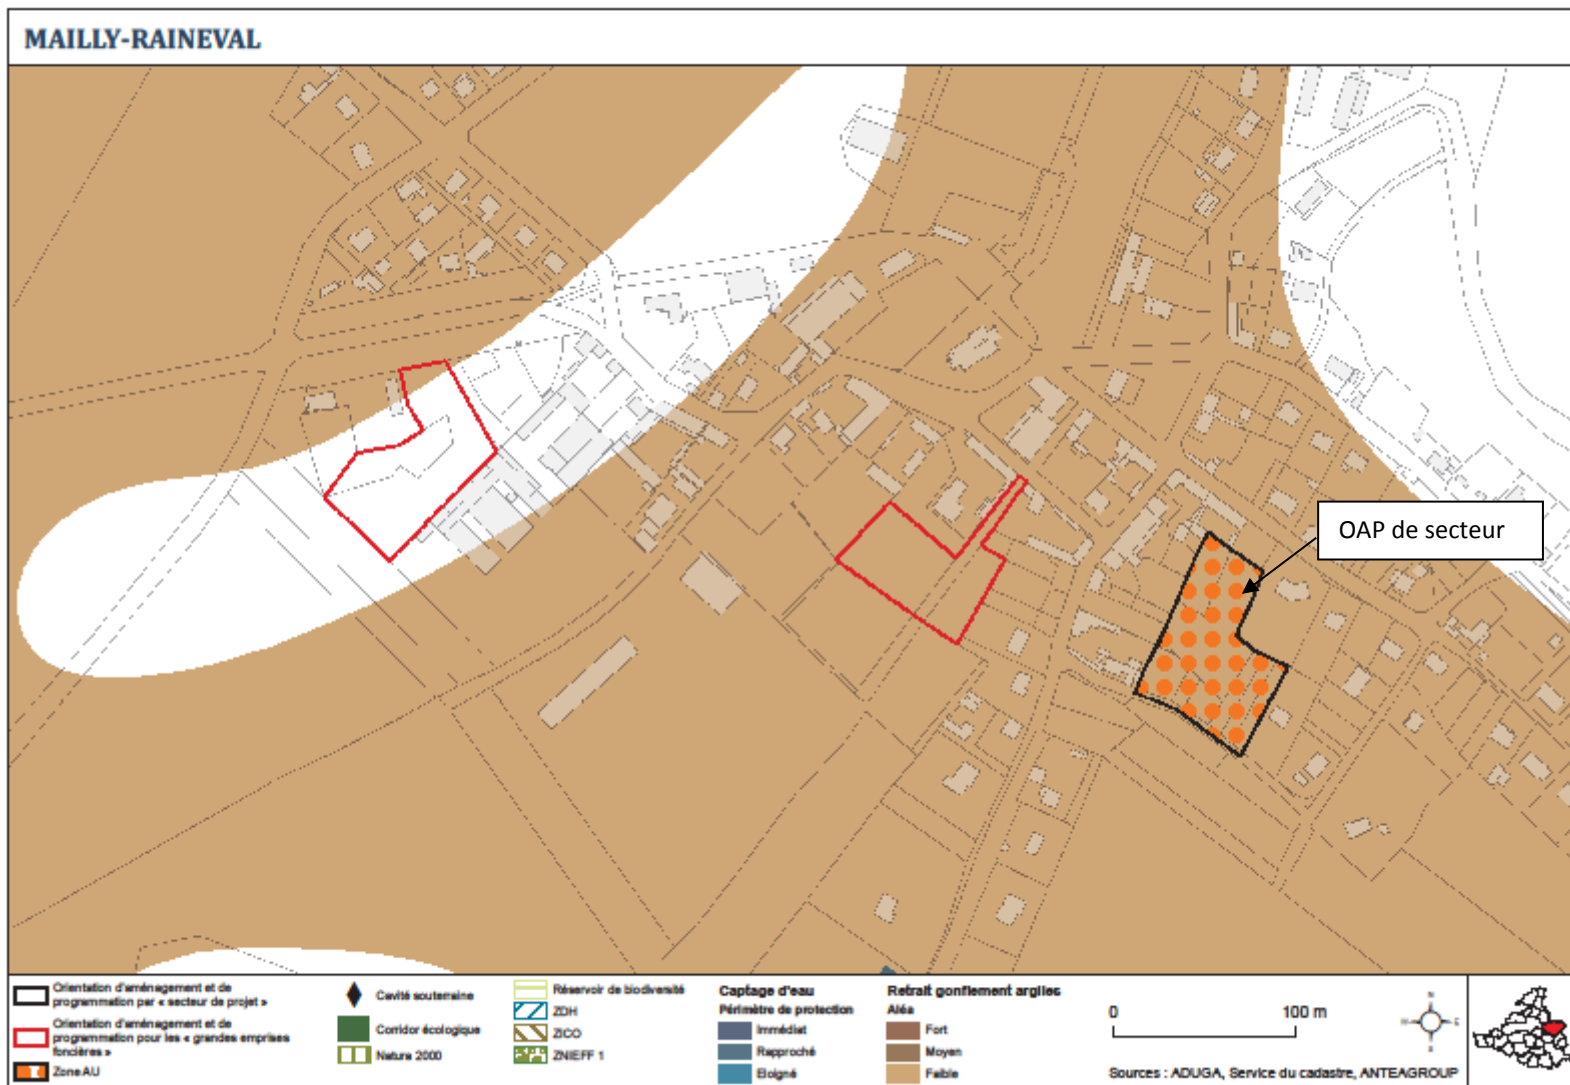 MAILLY-RAINEVAL
OAP de secteur
Orientation d'aménagement et de
programmation par « secteur de projet »
Orientation d'aménagement et de
programmation pour les « grandes emprises
foncières »
Zone AU
Cavité souterraine
Corridor écologique
Natura 2000
Réservoir de biodiversité
ZDH
ZICO
ZNIEFF 1
Captage d'eau
Périmètre de protection
Immédiat
Rapproché
Eloigné
Retrait gonflement argiles
Aléa
Fort
Moyen
Faible
0 100 m
N
W E
S
Sources : ADUGA, Service du cadastre, ANTEAGROUP